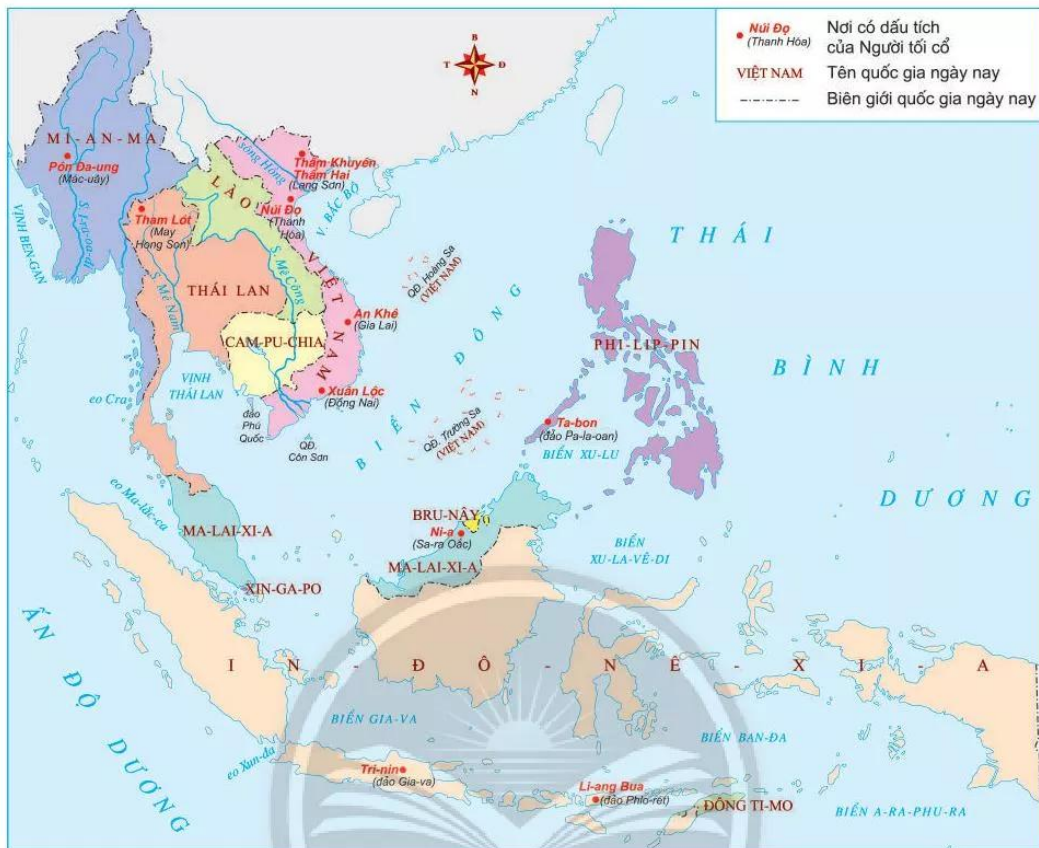 Núi Đọ
(Thanh Hóa)
Nơi có dấu tích
của Người tối cổ
VIỆT NAM
Tên quốc gia ngày nay
Biên giới quốc gia ngày nay
B
T
Đ
N
MI-AN-MA
Pôn Đa-ung
(Mác-uây)
S. I-ra-oa-đi
VỊNH BEN-GAN
sông Hồng
Thẩm Khuyên
Thẩm Hai
(Lạng Sơn)
LÀO
Núi Đọ
(Thanh
Hóa)
V. BẮC BỘ
Tham Lót
(May
Hong Son)
S. Mê Nam
S. Mê Công
THÁI LAN
VIỆT NAM
QĐ. Hoàng Sa
(VIỆT NAM)
An Khê
(Gia Lai)
CAM-PU-CHIA
Xuân Lộc
(Đồng Nai)
VỊNH
THÁI LAN
eo Cra
đảo
Phú
Quốc
QĐ.
Côn Sơn
BIỂN ĐÔNG
QĐ. Trường Sa
(VIỆT NAM)
THÁI
BÌNH
DƯƠNG
PHI-LIP-PIN
Ta-bon
(đảo Pa-la-oan)
BIỂN XU-LU
eo Ma-lắc-ca
MA-LAI-XI-A
BRU-NÂY
Ni-a
(Sa-ra Oắc)
MA-LAI-XI-A
BIỂN
XU-LA-VÊ-DI
XIN-GA-PO
ẤN ĐỘ DƯƠNG
IN-ĐÔ-NÊ-XI-A
BIỂN GIA-VA
BIỂN BAN-ĐA
eo Xun-đa
Tri-nin
(đảo Gia-va)
Li-ang Bua
(đảo Phlo-rét)
ĐÔNG TI-MO
BIỂN A-RA-PHU-RA